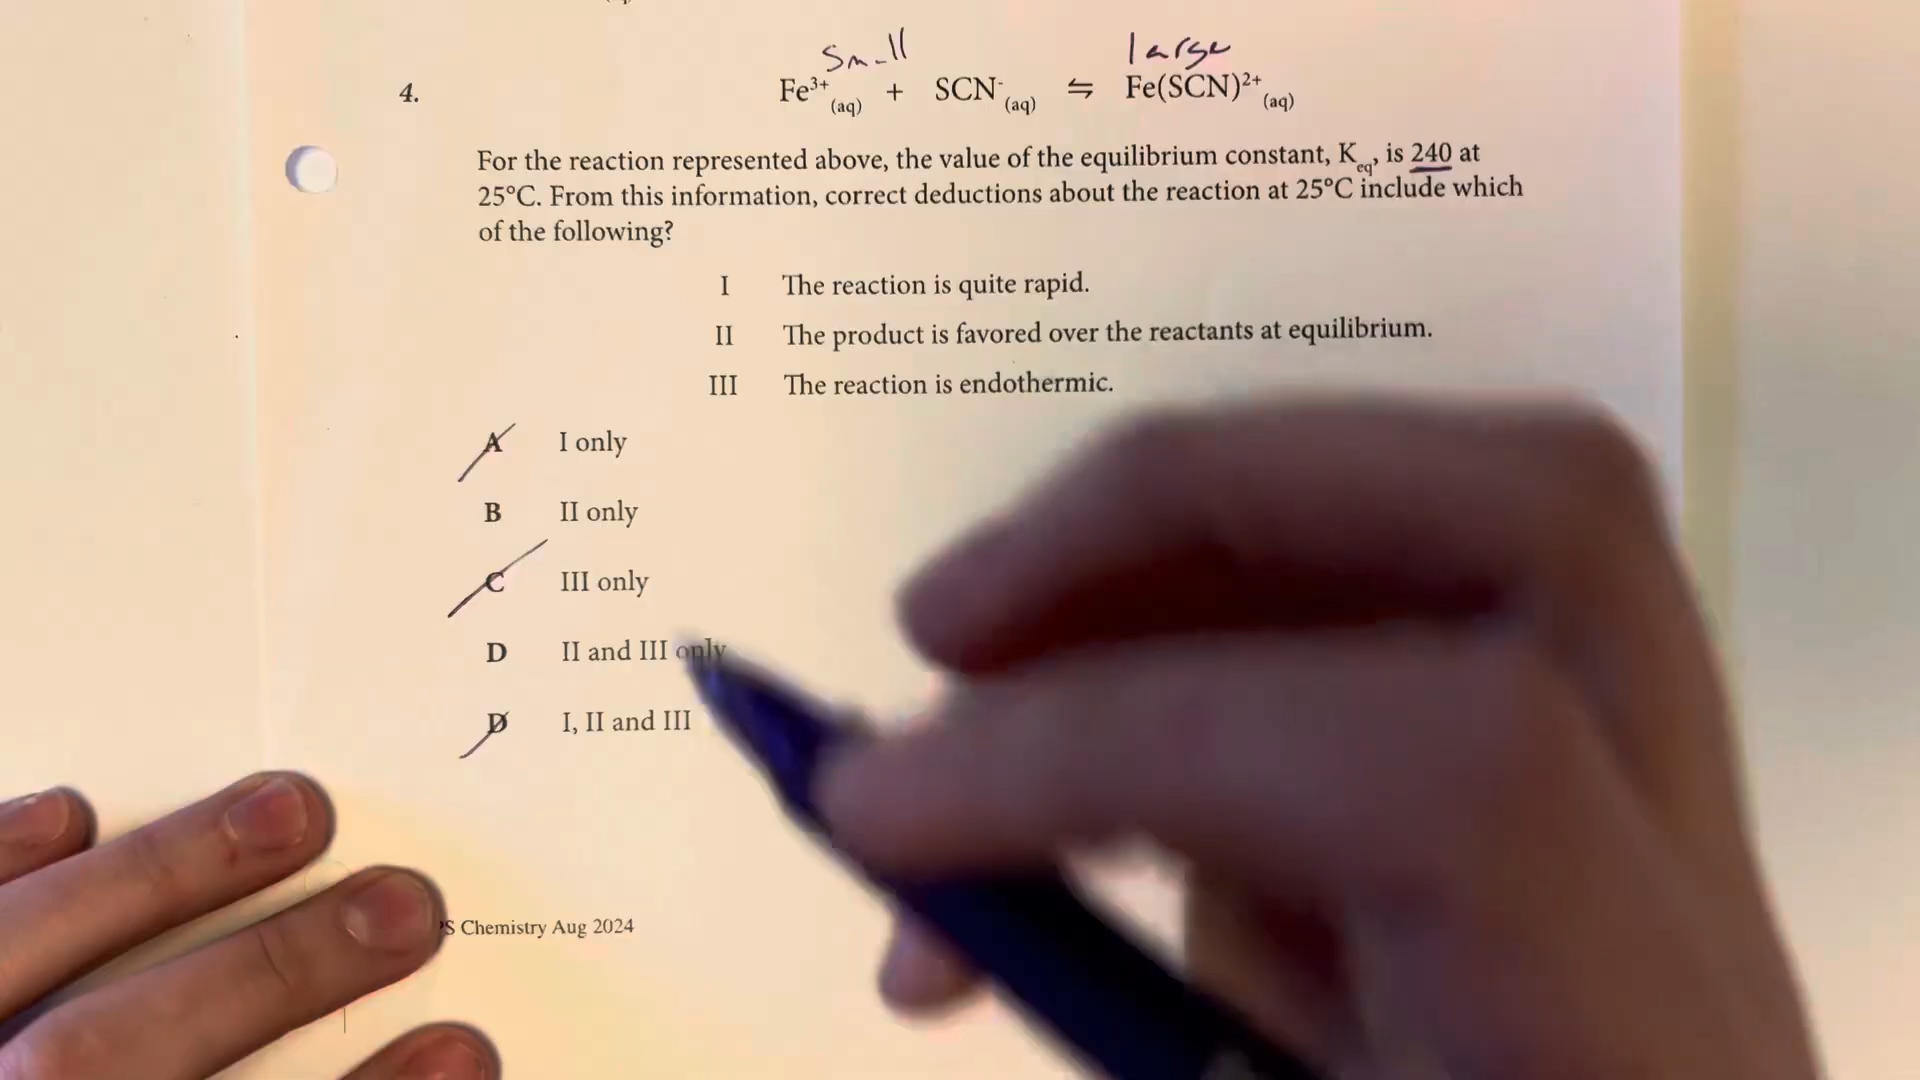 Small large
4. Fe³⁺(aq) + SCN⁻(aq) ⇋ Fe(SCN)²⁺(aq)
For the reaction represented above, the value of the equilibrium constant, Keq, is 240 at
25°C. From this information, correct deductions about the reaction at 25°C include which
of the following?
I The reaction is quite rapid.
II The product is favored over the reactants at equilibrium.
III The reaction is endothermic.
A I only
B II only
C III only
D II and III only
D I, II and III
S Chemistry Aug 2024